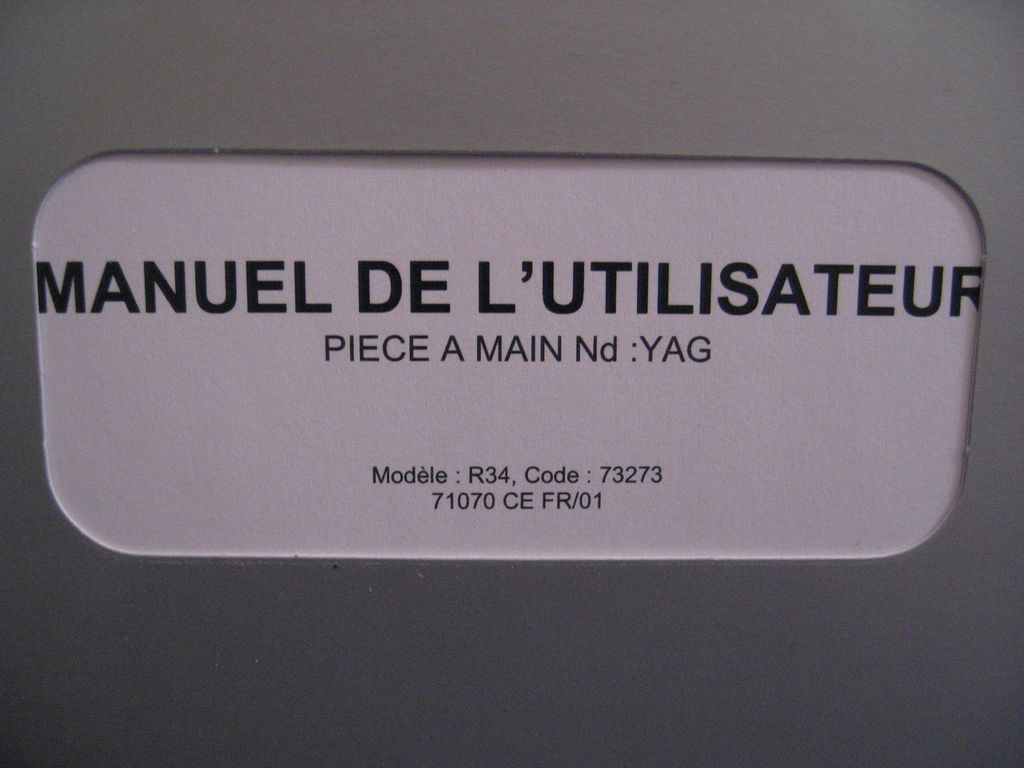 MANUEL DE L’UTILISATEUR
PIECE A MAIN Nd :YAG
Modèle : R34, Code : 73273
71070 CE FR/01